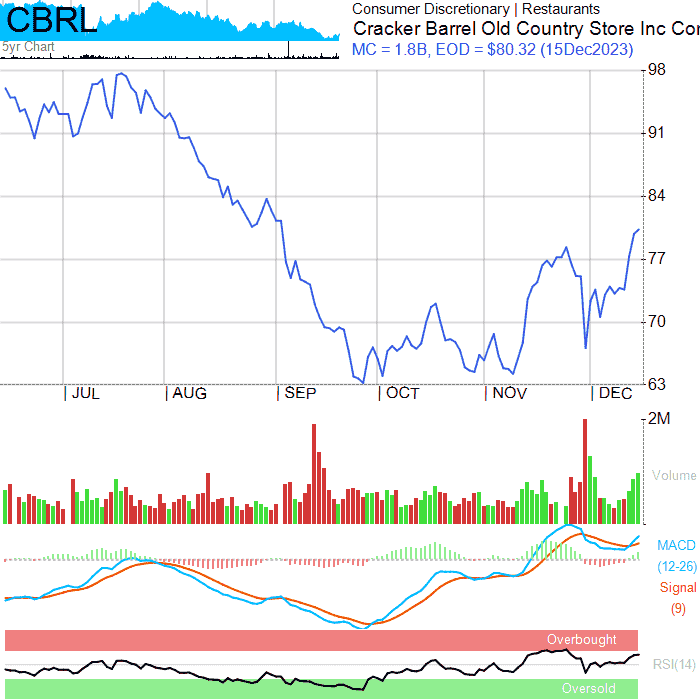 CBRL
5yr Chart
Consumer Discretionary | Restaurants
Cracker Barrel Old Country Store Inc Cor
MC = 1.8B, EOD = $80.32 (15Dec2023)
98
91
84
77
70
63
JUL AUG SEP OCT NOV DEC
2M
Volume
MACD
(12-26)
Signal
(9)
Overbought
RSI(14)
Oversold